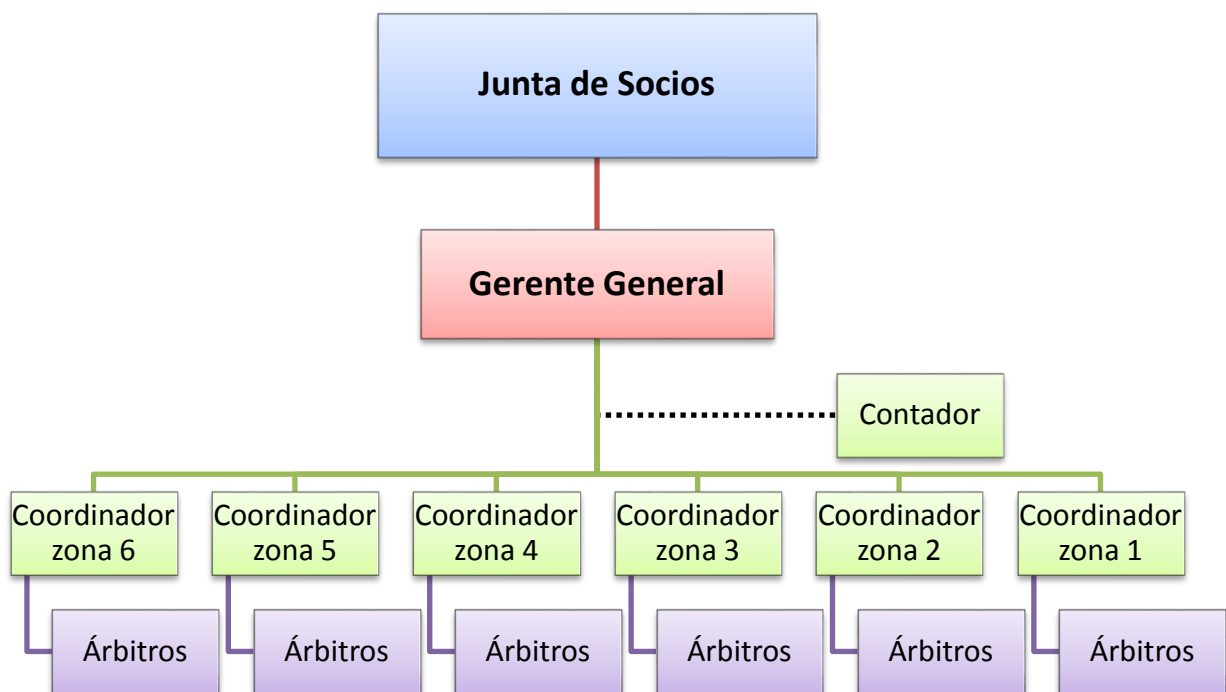 Junta de Socios
Gerente General
Contador
Coordinador
zona 6
Coordinador
zona 5
Coordinador
zona 4
Coordinador
zona 3
Coordinador
zona 2
Coordinador
zona 1
Árbitros
Árbitros
Árbitros
Árbitros
Árbitros
Árbitros